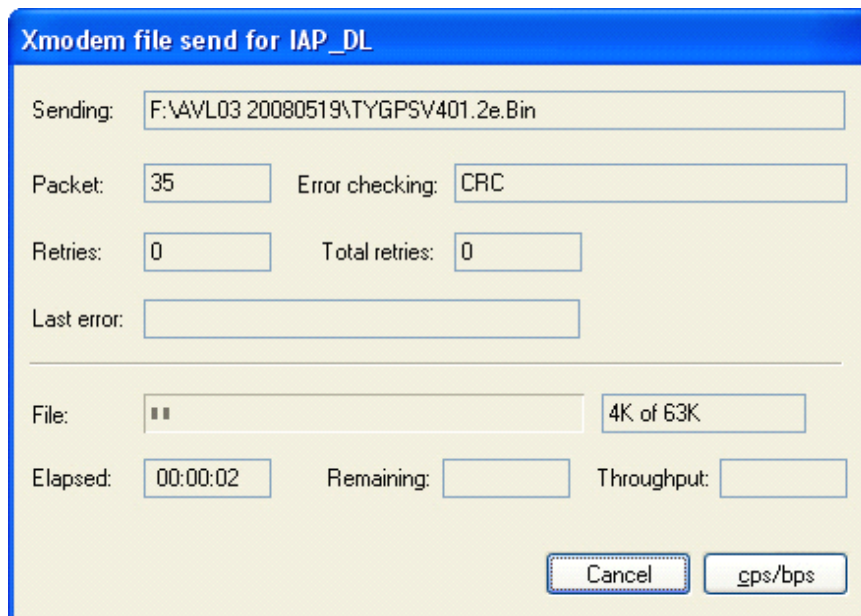 Xmodem file send for IAP_DL
Sending: F:\AVL03 20080519\TYGPSV401.2e.Bin
Packet: 35 Error checking: CRC
Retries: 0 Total retries: 0
Last error:
File: 4K of 63K
Elapsed: 00:00:02 Remaining: Throughput:
Cancel cps/bps